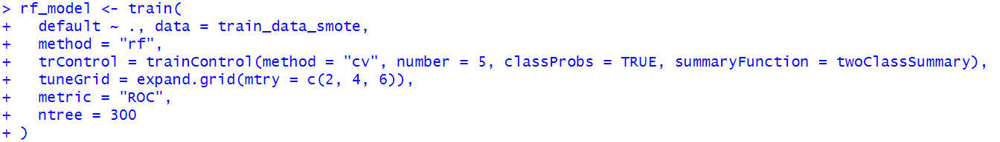 > rf_model <- train(
+   default ~ ., data = train_data_smote,
+   method = "rf",
+   trControl = trainControl(method = "cv", number = 5, classProbs = TRUE, summaryFunction = twoClassSummary),
+   tuneGrid = expand.grid(mtry = c(2, 4, 6)),
+   metric = "ROC",
+   ntree = 300
+ )